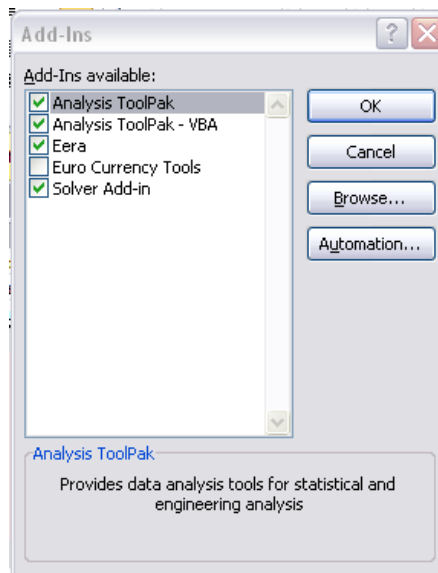 Add-Ins
Add-Ins available:
Analysis ToolPak
Analysis ToolPak - VBA
Eera
Euro Currency Tools
Solver Add-in
OK
Cancel
Browse...
Automation...
Analysis ToolPak
Provides data analysis tools for statistical and
engineering analysis